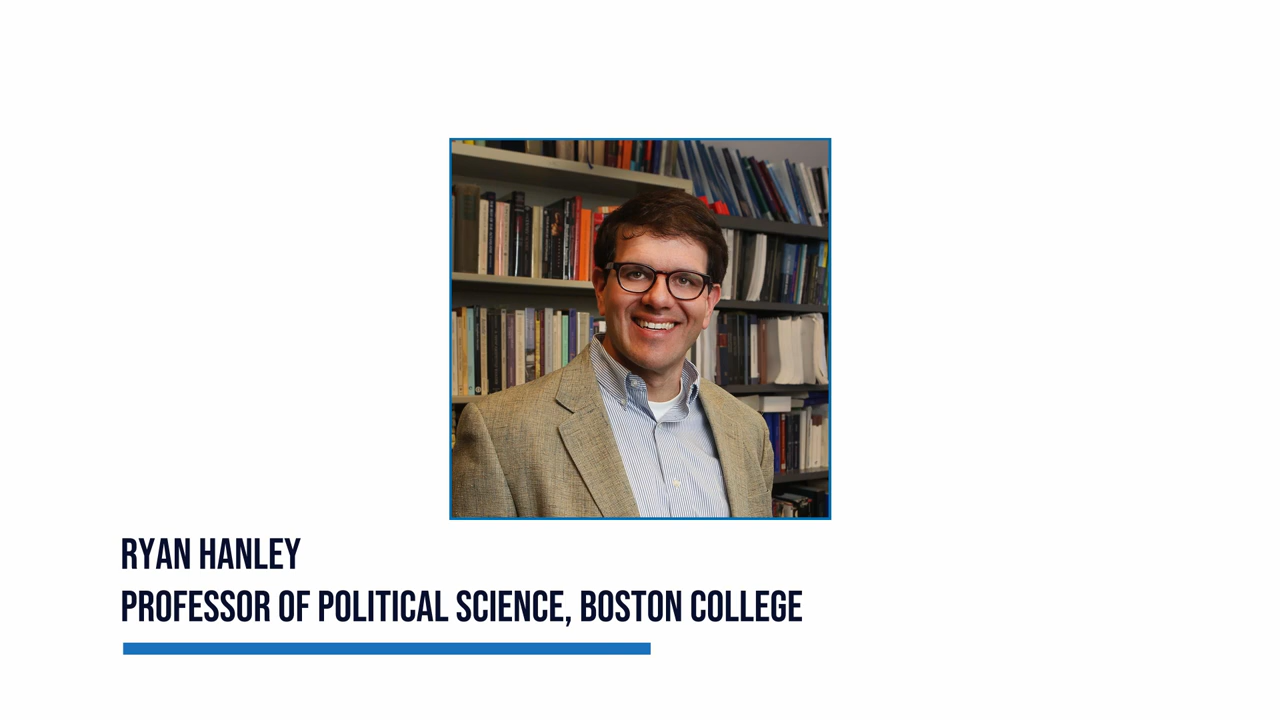 RYAN HANLEY
PROFESSOR OF POLITICAL SCIENCE, BOSTON COLLEGE